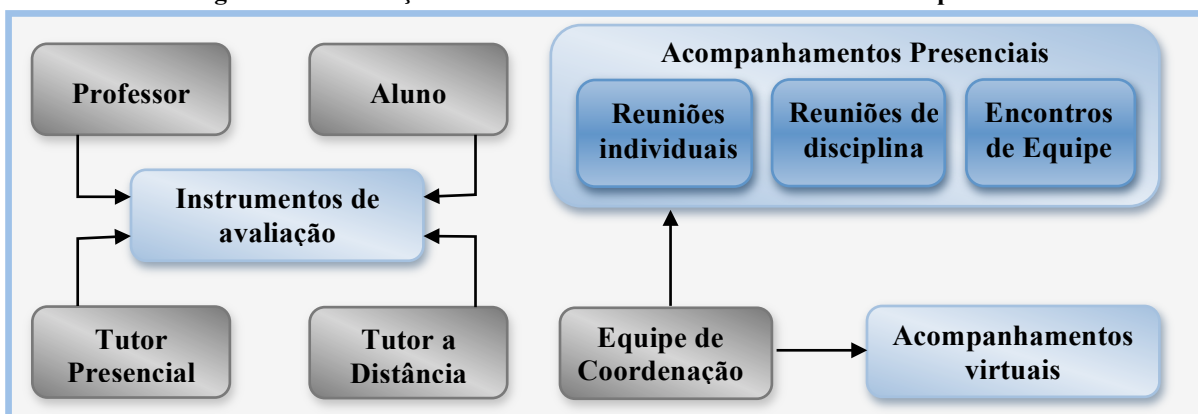 Professor
Aluno
Instrumentos de
avaliação
Tutor
Presencial
Tutor a
Distância
Acompanhamentos Presenciais
Reuniões
individuais
Reuniões de
disciplina
Encontros
de Equipe
Equipe de
Coordenação
Acompanhamentos
virtuais